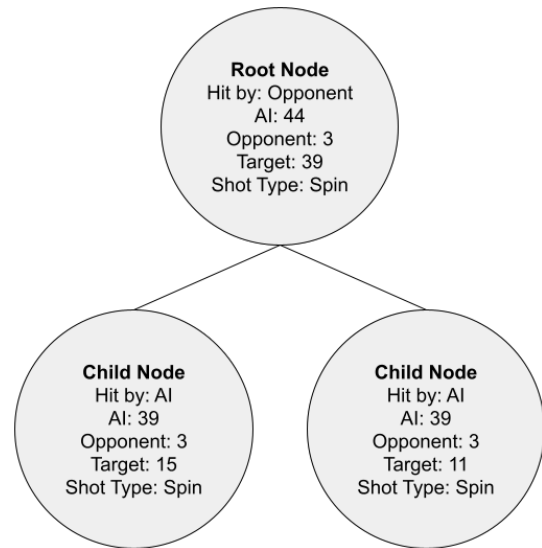 Root Node
Hit by: Opponent
AI: 44
Opponent: 3
Target: 39
Shot Type: Spin
Child Node
Hit by: AI
AI: 39
Opponent: 3
Target: 15
Shot Type: Spin
Child Node
Hit by: AI
AI: 39
Opponent: 3
Target: 11
Shot Type: Spin